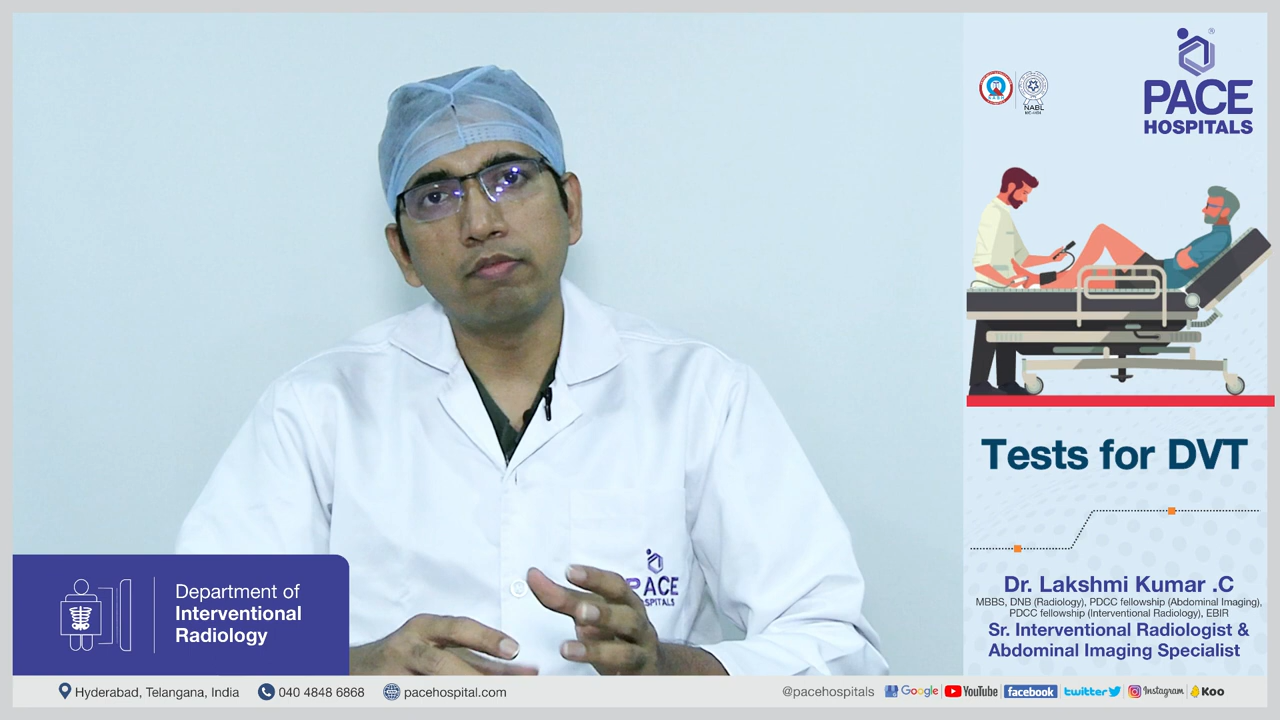 PACE
HOSPITALS
®
NABL
Tests for DVT
Dr. Lakshmi Kumar .C
MBBS, DNB (Radiology), PDCC fellowship (Abdominal Imaging),
PDCC fellowship (Interventional Radiology), EBIR
Sr. Interventional Radiologist &
Abdominal Imaging Specialist
PACE
HOSPITALS
Department of
Interventional
Radiology
Hyderabad, Telangana, India 040 4848 6668 pacehospital.com @pacehospitals Google YouTube facebook twitter Instagram Koo